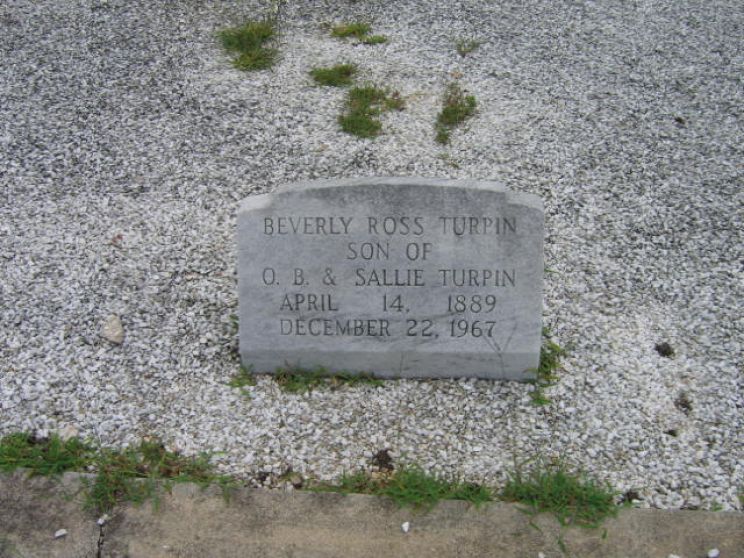 BEVERLY ROSS TURPIN
SON OF
O. B. & SALLIE TURPIN
APRIL 14, 1889
DECEMBER 22, 1967